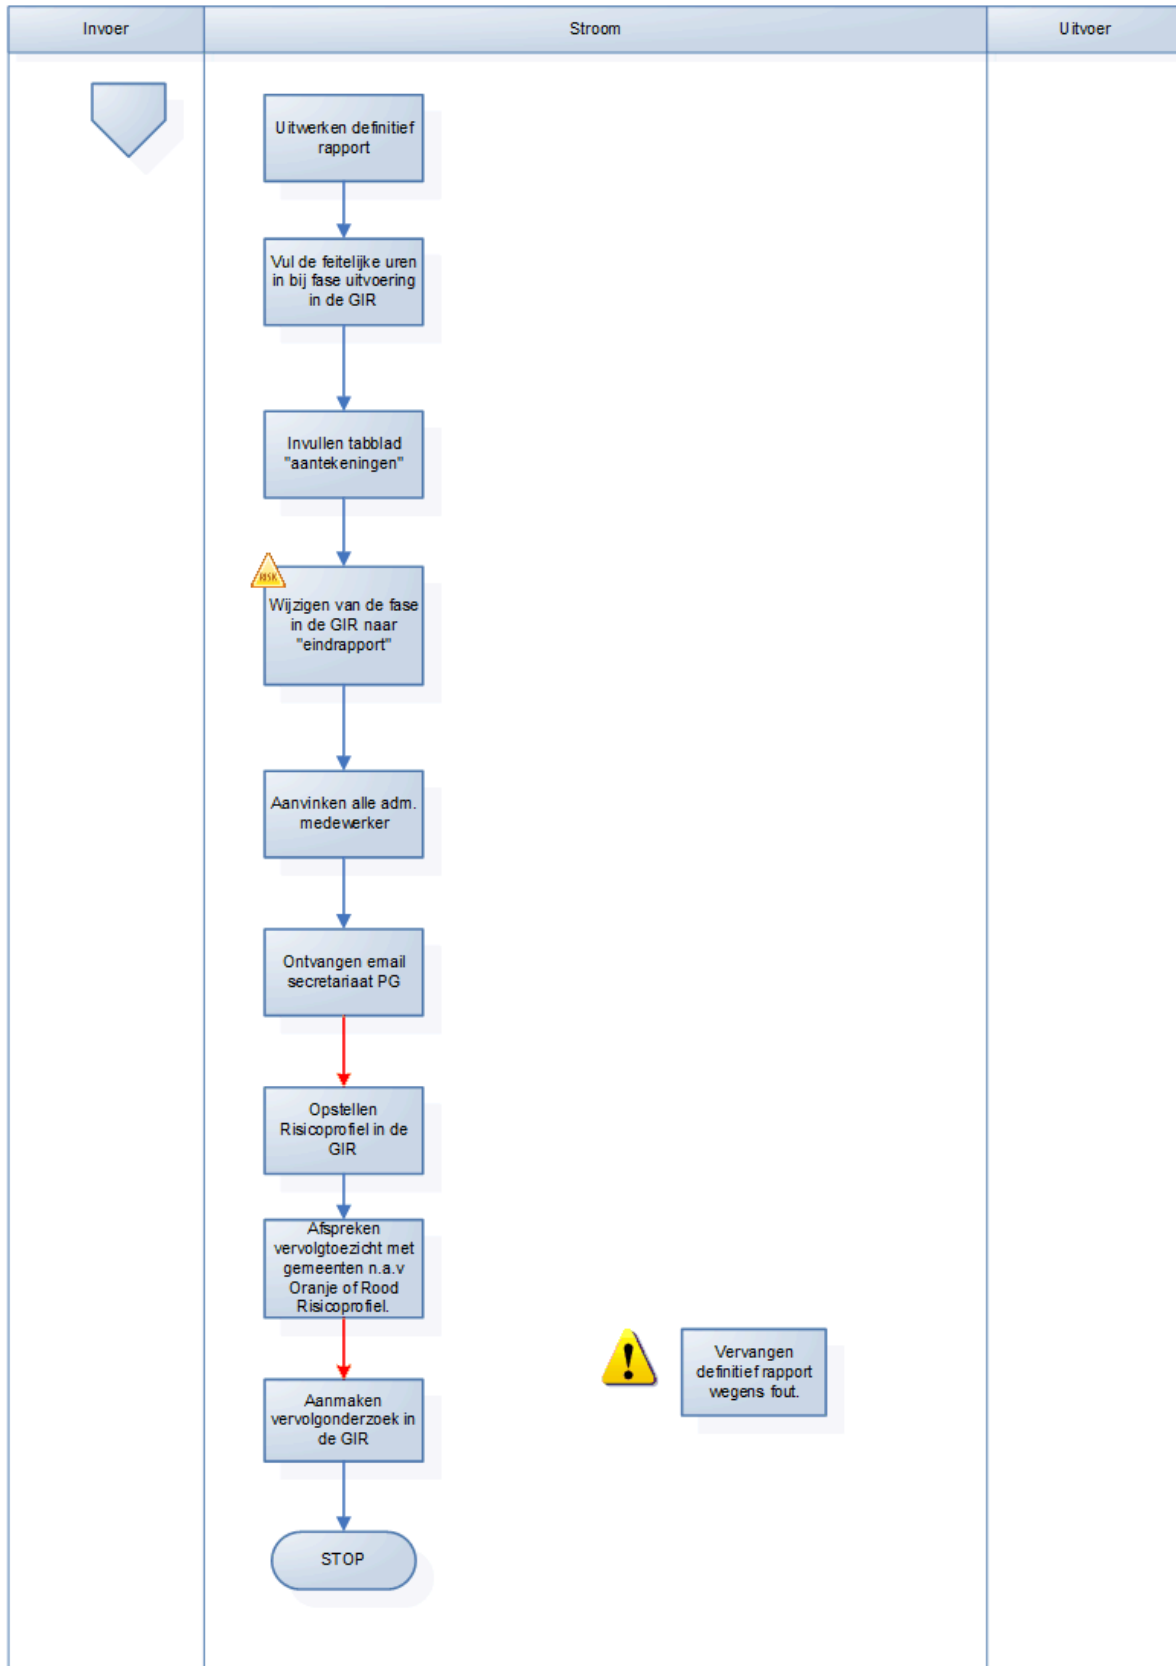 Invoer
Stroom
Uitvoer
Uitwerken definitief
rapport
Vul de feitelijke uren
in bij fase uitvoering
in de GIR
Invullen tabblad
"aantekeningen"
RISK
Wijzigen van de fase
in de GIR naar
"eindrapport"
Aanvinken alle adm.
medewerker
Ontvangen email
secretariaat PG
Opstellen
Risicoprofiel in de
GIR
Afspreken
vervolgtoezicht met
gemeenten n.a.v
Oranje of Rood
Risicoprofiel.
Vervangen
definitief rapport
wegens fout.
Aanmaken
vervolgonderzoek in
de GIR
STOP